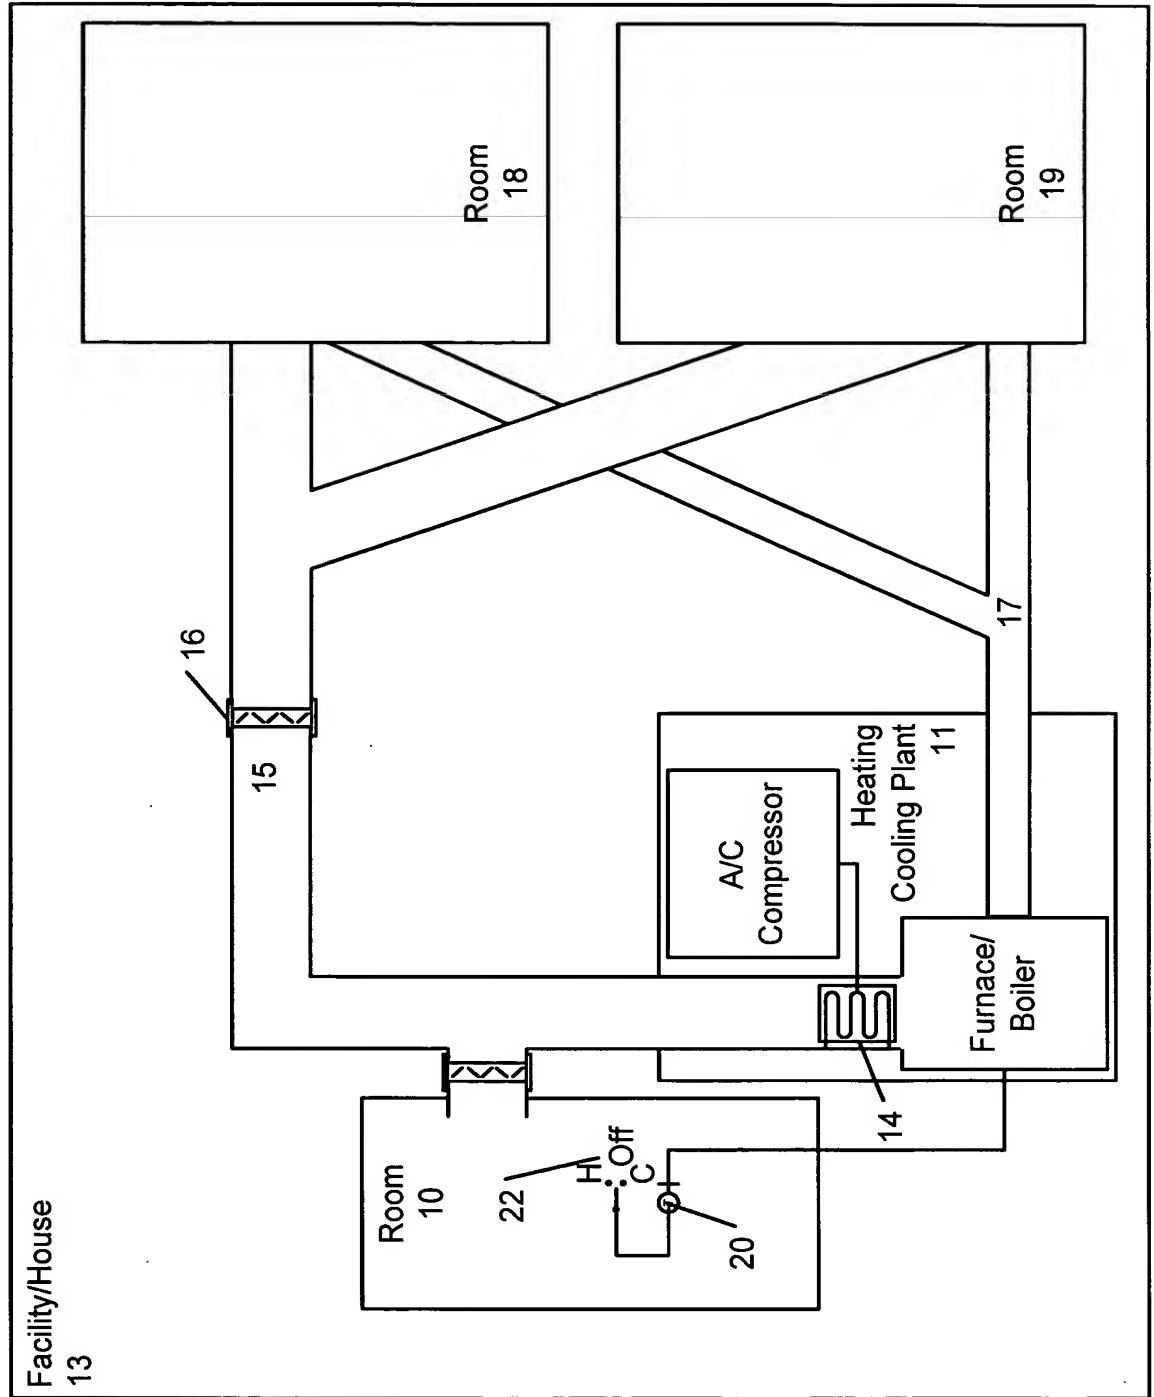 Facility/House
13
Room
10
22
H
Off
C
20
14
15
16
A/C
Compressor
Heating
Cooling Plant
11
Furnace/
Boiler
17
Room
18
Room
19